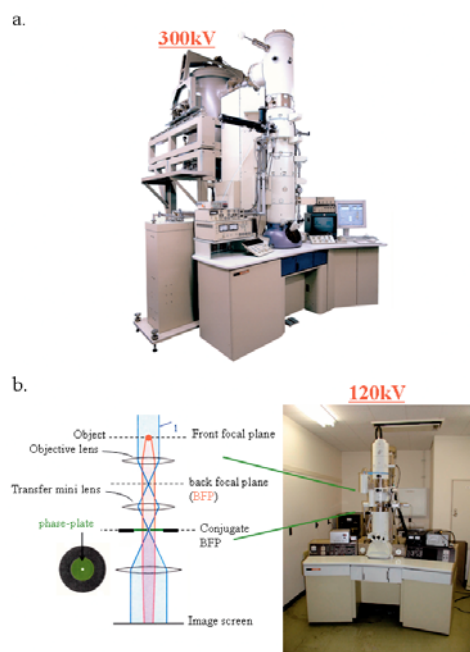 a.
300kV
b.
120kV
1
Object
Front focal plane
Objective lens
back focal plane
(BFP)
Transfer mini lens
phase-plate
Conjugate
BFP
Image screen